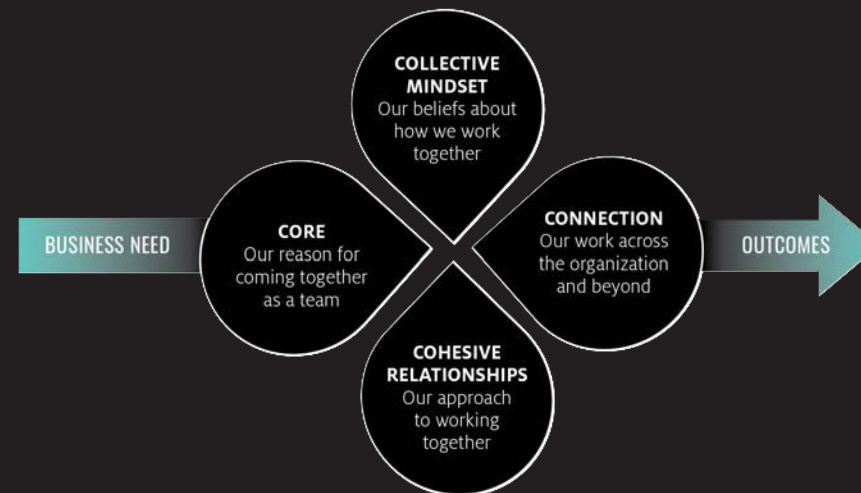 COLLECTIVE
MINDSET
Our beliefs about
how we work
together
BUSINESS NEED
CORE
Our reason for
coming together
as a team
CONNECTION
Our work across
the organization
and beyond
OUTCOMES
COHESIVE
RELATIONSHIPS
Our approach
to working
together